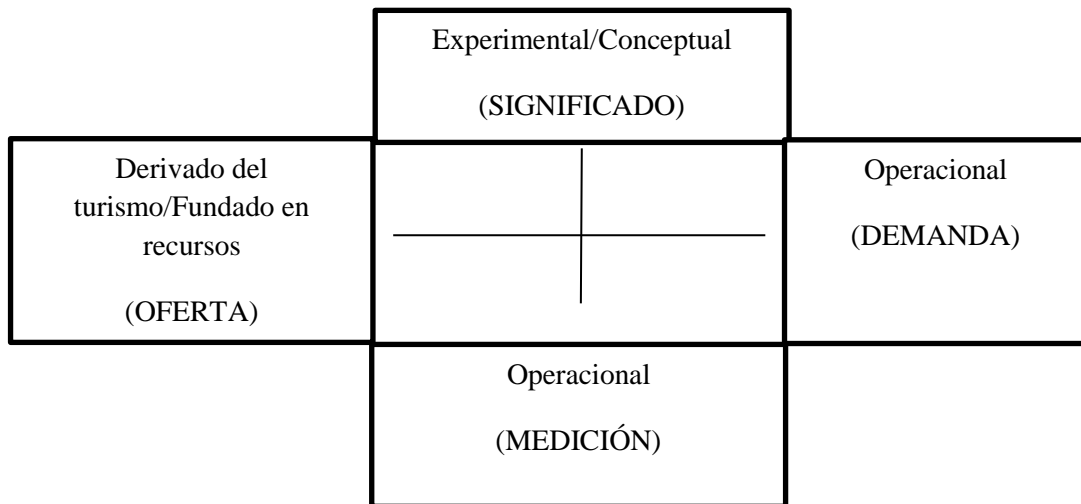 Experimental/Conceptual
(SIGNIFICADO)
Derivado del
turismo/Fundado en
recursos
(OFERTA)
Operacional
(DEMANDA)
Operacional
(MEDICIÓN)